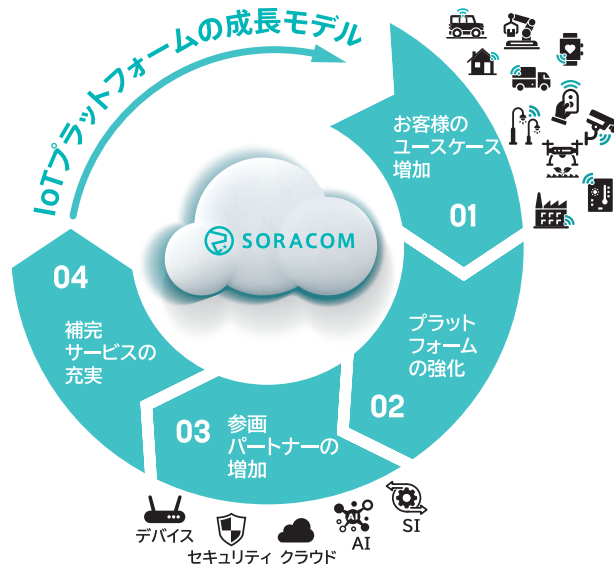 IoTプラットフォームの成長モデル
お客様の
ユースケース
増加
01
SORACOM
04
補完
サービスの
充実
プラット
フォーム
の強化
02
03
参画
パートナーの
増加
デバイス
セキュリティ
クラウド
AI
AI
SI